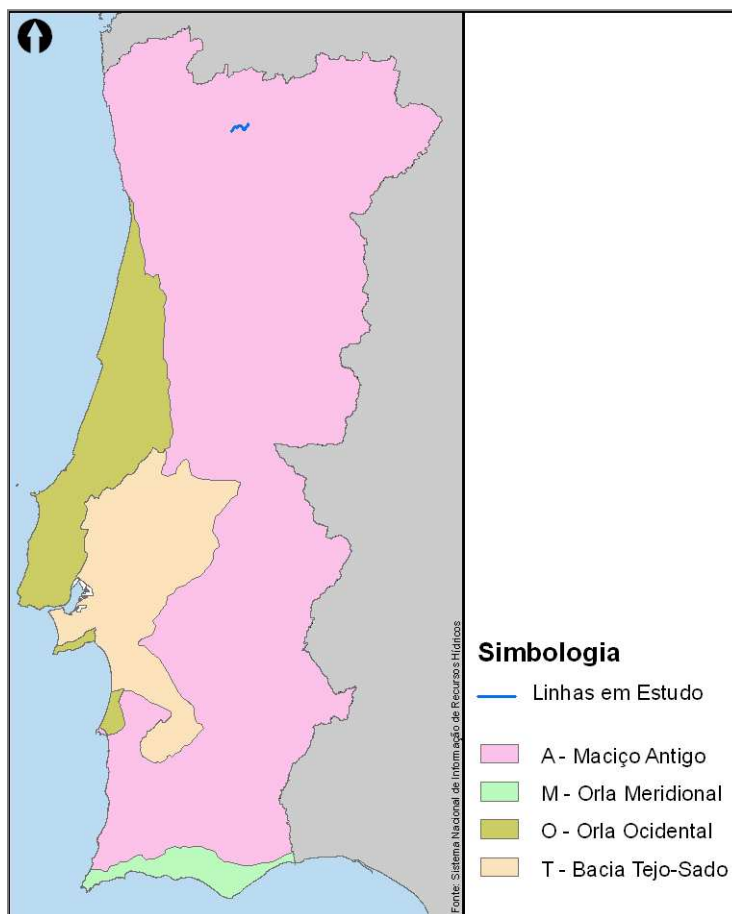 Fonte: Sistema Nacional de Informação de Recursos Hídricos
Simbologia
Linhas em Estudo
A - Maciço Antigo
M - Orla Meridional
O - Orla Ocidental
T - Bacia Tejo-Sado